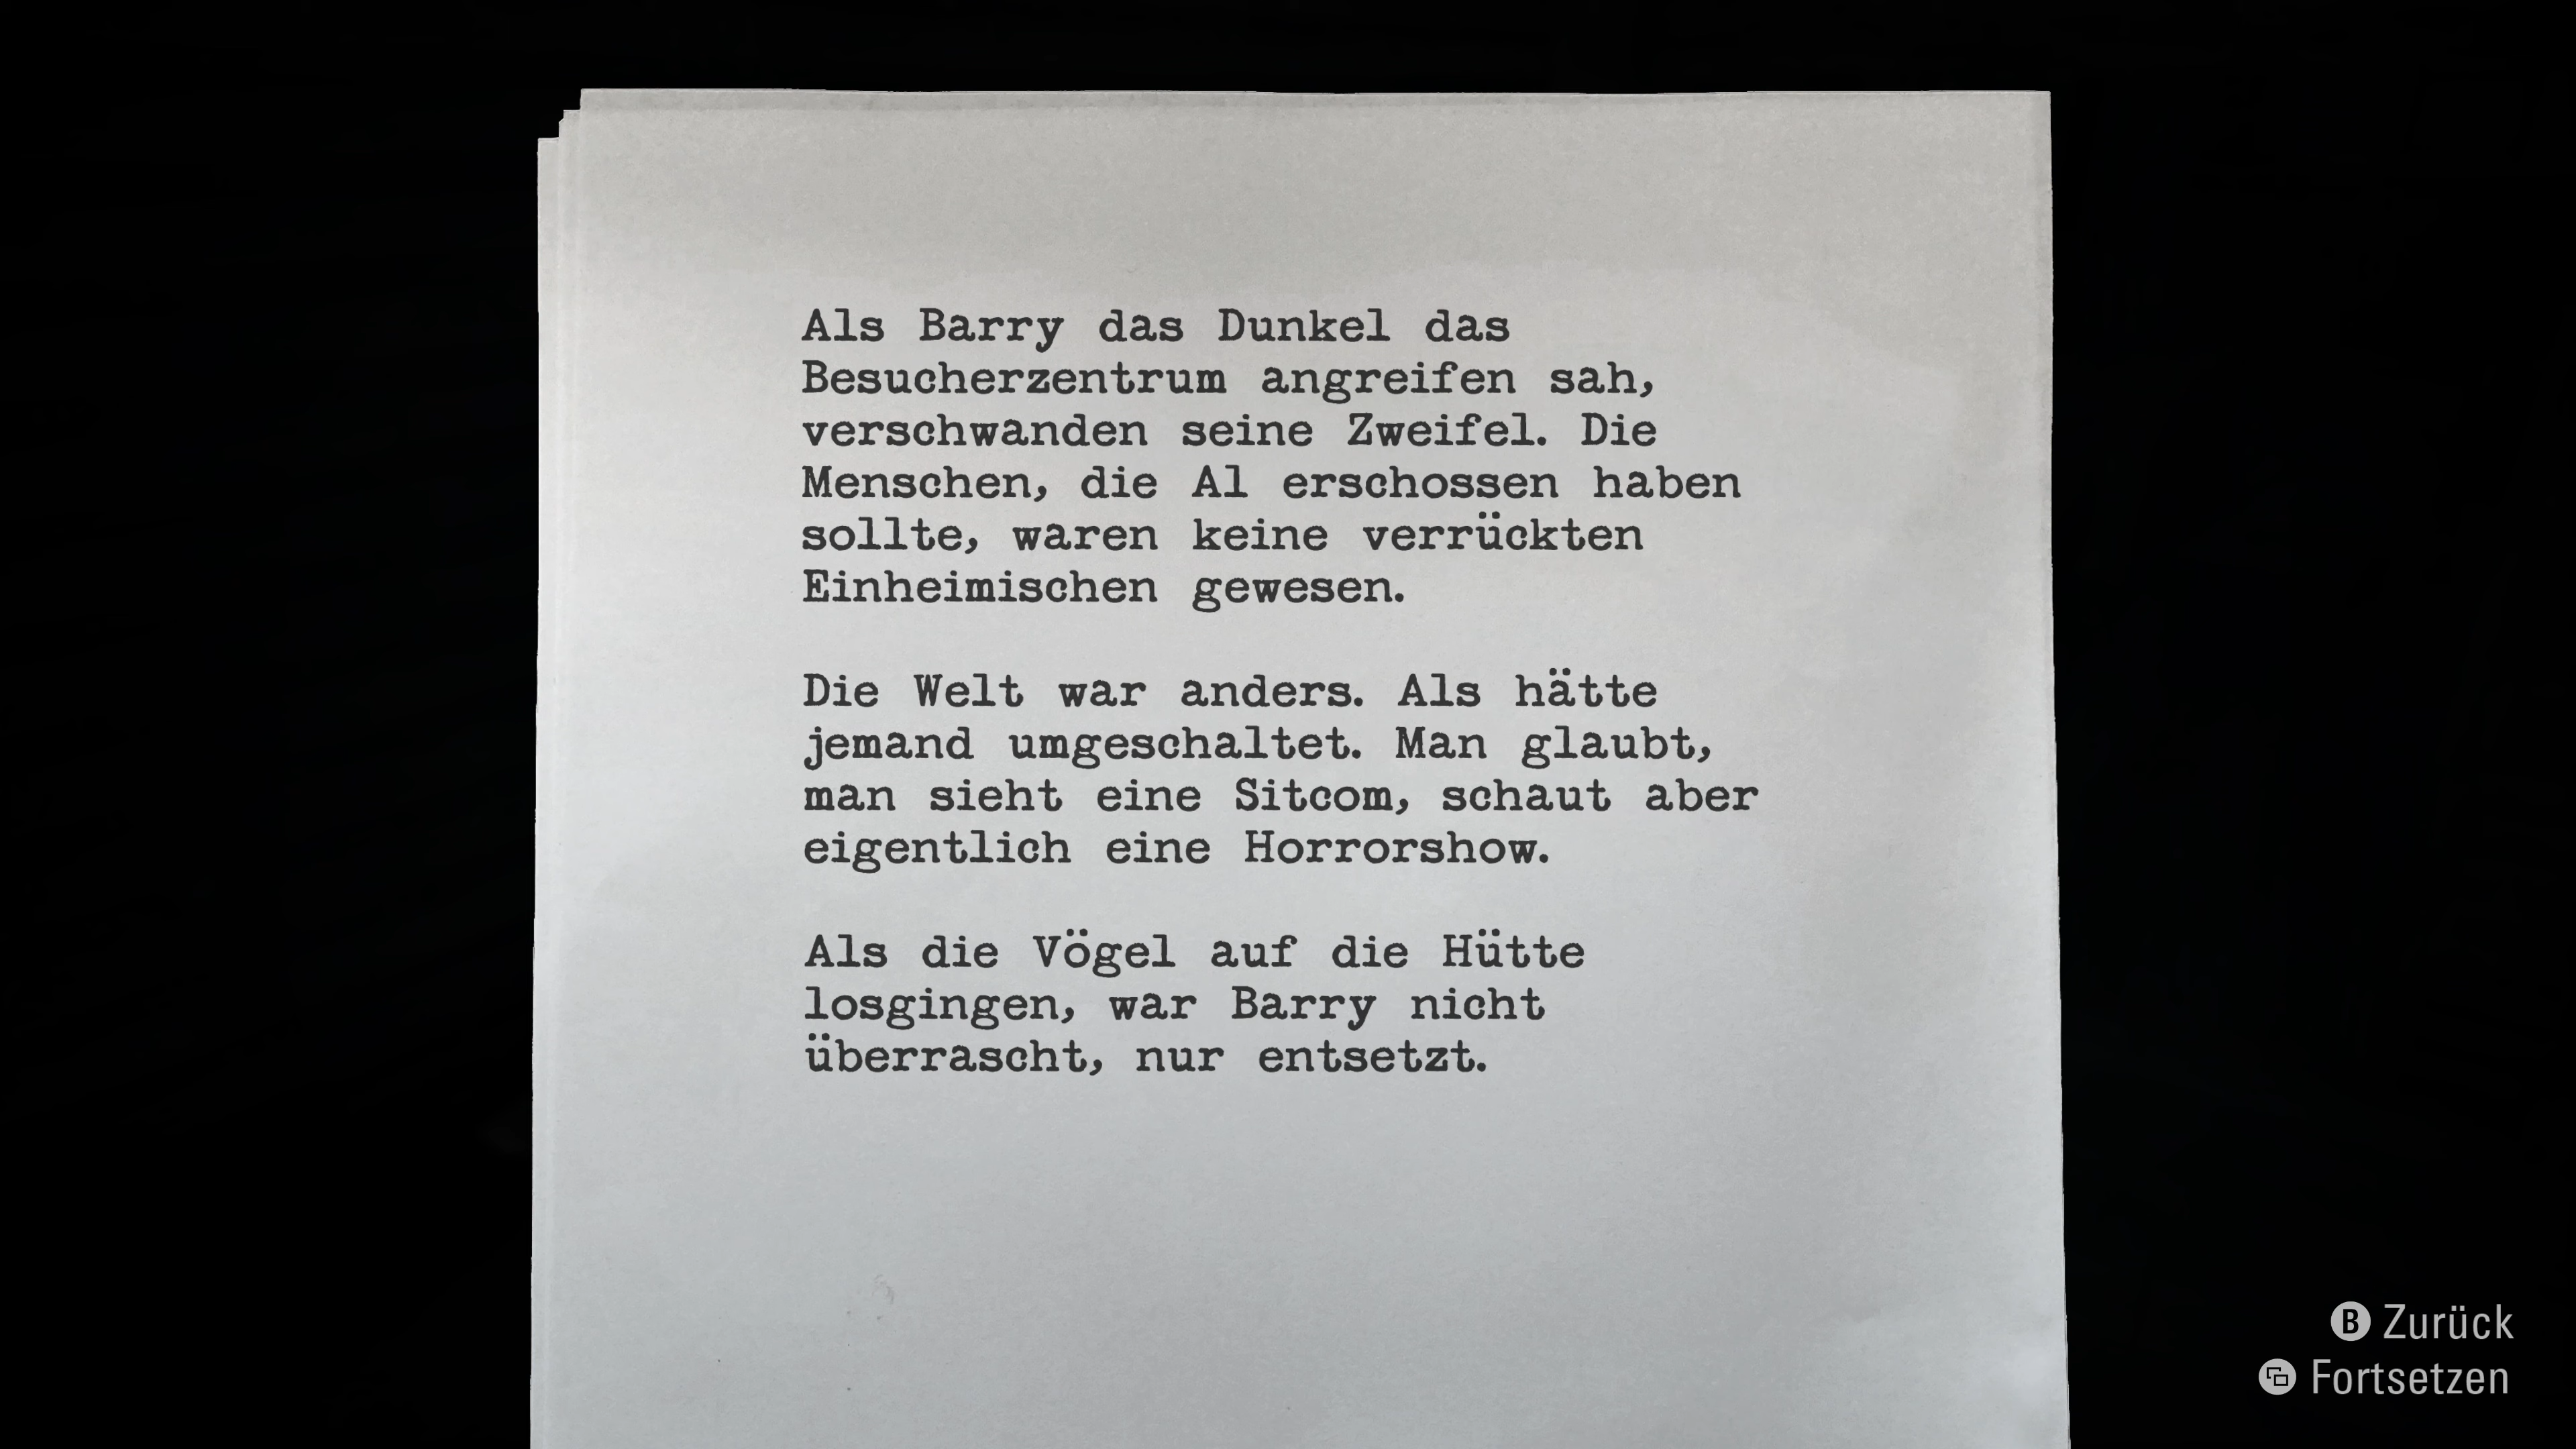 Als Barry das Dunkel das
Besucherzentrum angreifen sah,
verschwanden seine Zweifel. Die
Menschen, die Al erschossen haben
sollte, waren keine verrückten
Einheimischen gewesen.
Die Welt war anders. Als hätte
jemand umgeschaltet. Man glaubt,
man sieht eine Sitcom, schaut aber
eigentlich eine Horrorshow.
Als die Vögel auf die Hütte
losgingen, war Barry nicht
überrascht, nur entsetzt.
B Zurück
Fortsetzen